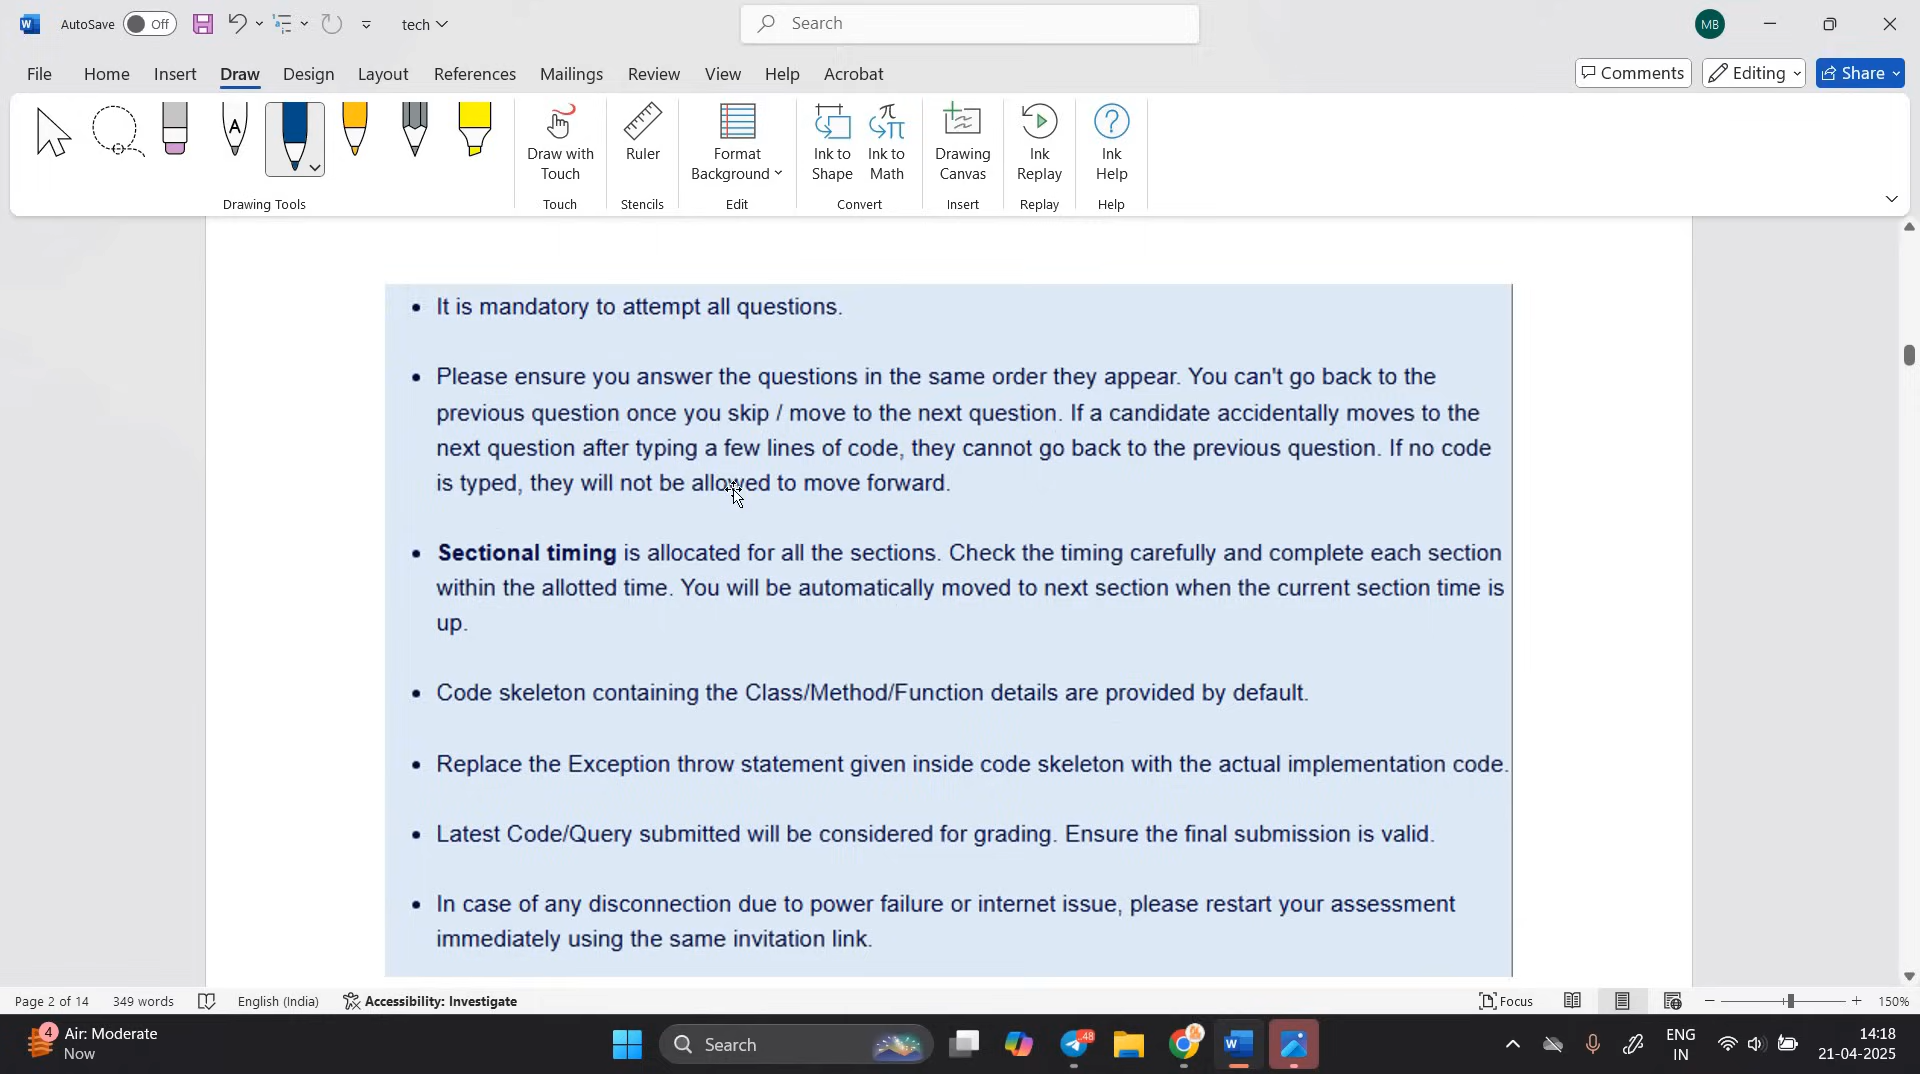 AutoSave Off tech Search MB
File Home Insert Draw Design Layout References Mailings Review View Help Acrobat Comments Editing Share
A
Draw with Touch
Ruler
Format Background
Ink to Shape
Ink to Math
Drawing Canvas
Ink Replay
Ink Help
Drawing Tools Touch Stencils Edit Convert Insert Replay Help
• It is mandatory to attempt all questions.
• Please ensure you answer the questions in the same order they appear. You can't go back to the
previous question once you skip / move to the next question. If a candidate accidentally moves to the
next question after typing a few lines of code, they cannot go back to the previous question. If no code
is typed, they will not be allowed to move forward.
• Sectional timing is allocated for all the sections. Check the timing carefully and complete each section
within the allotted time. You will be automatically moved to next section when the current section time is
up.
• Code skeleton containing the Class/Method/Function details are provided by default.
• Replace the Exception throw statement given inside code skeleton with the actual implementation code.
• Latest Code/Query submitted will be considered for grading. Ensure the final submission is valid.
• In case of any disconnection due to power failure or internet issue, please restart your assessment
immediately using the same invitation link.
Page 2 of 14 349 words English (India) Accessibility: Investigate Focus 150%
4 Air: Moderate
Now
Search
48
ENG
IN
14:18
21-04-2025